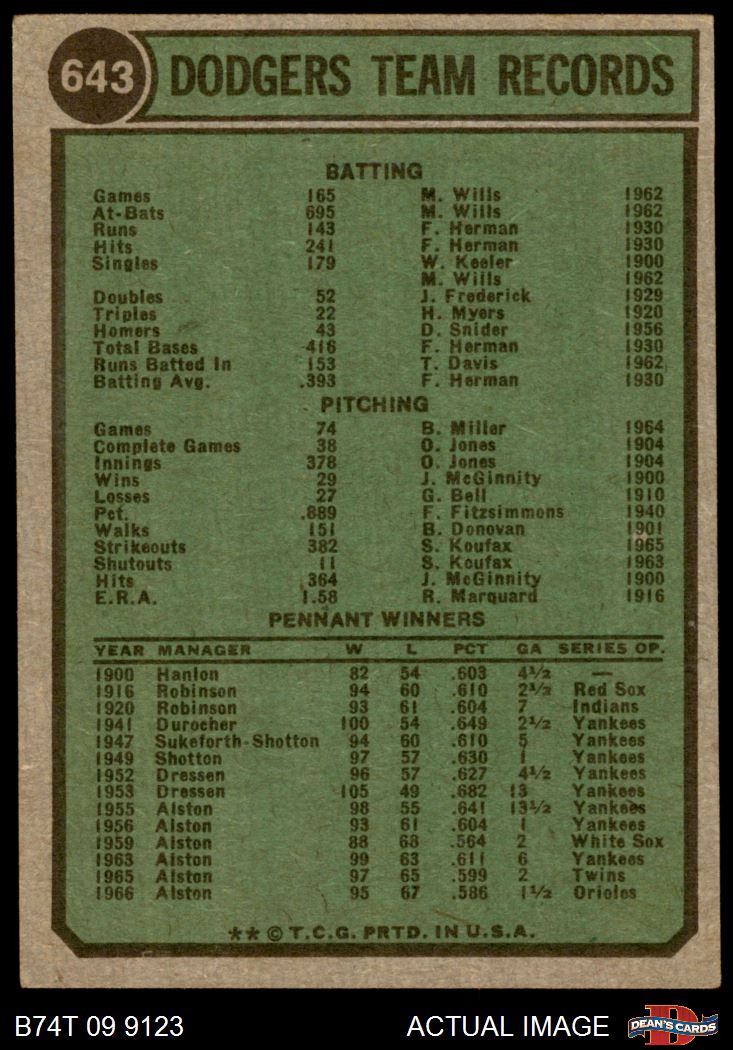 643 DODGERS TEAM RECORDS
BATTING
Games 165 M. Wills 1962
At-Bats 695 M. Wills 1962
Runs 143 F. Herman 1930
Hits 241 F. Herman 1930
Singles 179 W. Keeler 1900
M. Wills 1962
Doubles 52 J. Frederick 1929
Triples 22 H. Myers 1920
Homers 43 D. Snider 1956
Total Bases 416 F. Herman 1930
Runs Batted In 153 T. Davis 1962
Batting Avg. .393 F. Herman 1930
PITCHING
Games 74 B. Miller 1964
Complete Games 38 O. Jones 1904
Innings 378 O. Jones 1904
Wins 29 J. McGinnity 1900
Losses 27 G. Bell 1910
Pct. .889 F. Fitzsimmons 1940
Walks 151 B. Donovan 1901
Strikeouts 382 S. Koufax 1965
Shutouts 11 S. Koufax 1963
Hits 364 J. McGinnity 1900
E.R.A. 1.58 R. Marquard 1916
PENNANT WINNERS
YEAR MANAGER W L PCT GA SERIES OP.
1900 Hanlon 82 54 .603 4½ —
1916 Robinson 94 60 .610 2½ Red Sox
1920 Robinson 93 61 .604 7 Indians
1941 Durocher 100 54 .649 2½ Yankees
1947 Sukeforth-Shotton 94 60 .610 5 Yankees
1949 Shotton 97 57 .630 1 Yankees
1952 Dressen 96 57 .627 4½ Yankees
1953 Dressen 105 49 .682 13 Yankees
1955 Alston 98 55 .641 13½ Yankees
1956 Alston 93 61 .604 1 Yankees
1959 Alston 88 68 .564 2 White Sox
1963 Alston 99 63 .611 6 Yankees
1965 Alston 97 65 .599 2 Twins
1966 Alston 95 67 .586 1½ Orioles
** © T.C.G. PRTD. IN U.S.A.
B74T 09 9123 ACTUAL IMAGE DEAN'S CARDS